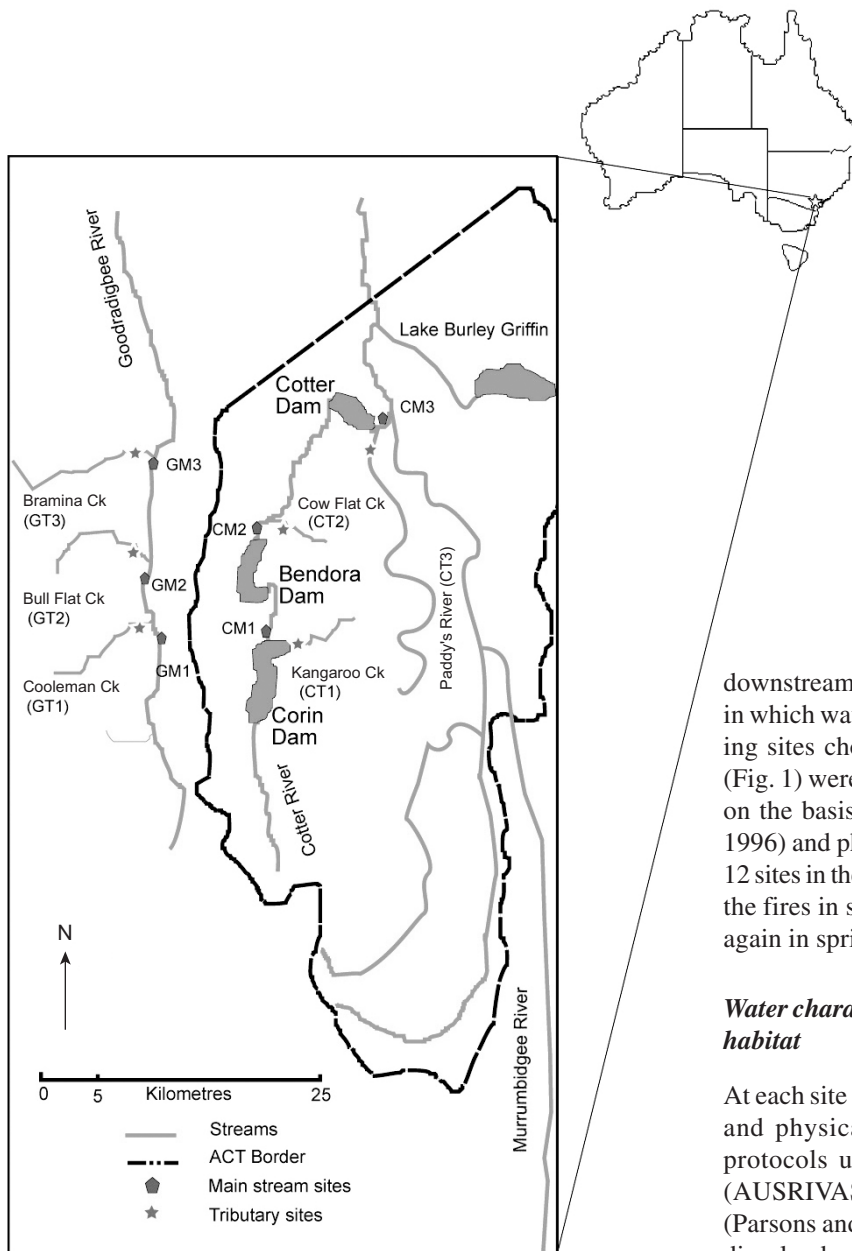 Goodradigbee River
Lake Burley Griffin
Cotter
Dam
CM3
GM3
Bramina Ck
(GT3)
Cow Flat Ck
(CT2)
CM2
GM2
Bendora
Dam
Bull Flat Ck
(GT2)
Paddy's River (CT3)
CM1
GM1
Kangaroo Ck
(CT1)
Cooleman Ck
(GT1)
Corin
Dam
Cotter River
N
Murrumbidgee River
0 5 Kilometres 25
Streams
ACT Border
Main stream sites
Tributary sites
downstream
in which wa
ing sites cho
(Fig. 1) were
on the basis
1996) and pl
12 sites in the
the fires in s
again in spri
Water chara
habitat
At each site
and physica
protocols u
(AUSRIVAS
(Parsons and